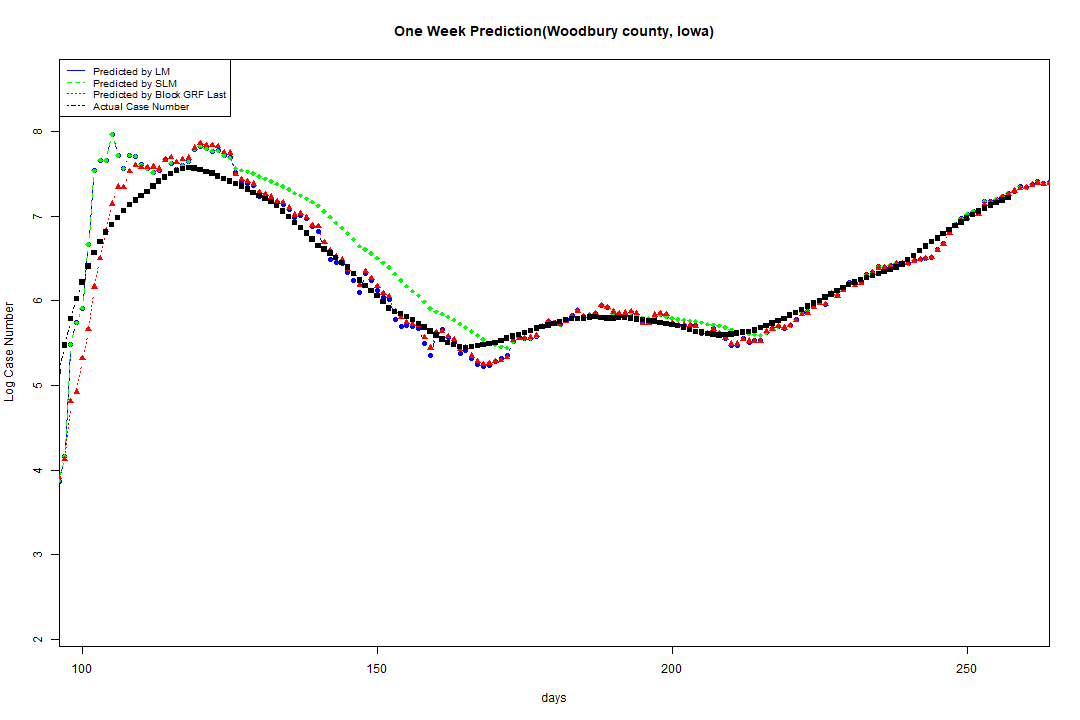 One Week Prediction(Woodbury county, Iowa)
Predicted by LM
Predicted by SLM
Predicted by Block GRF Last
Actual Case Number
Log Case Number
8
7
6
5
4
3
2
100
150
200
250
days